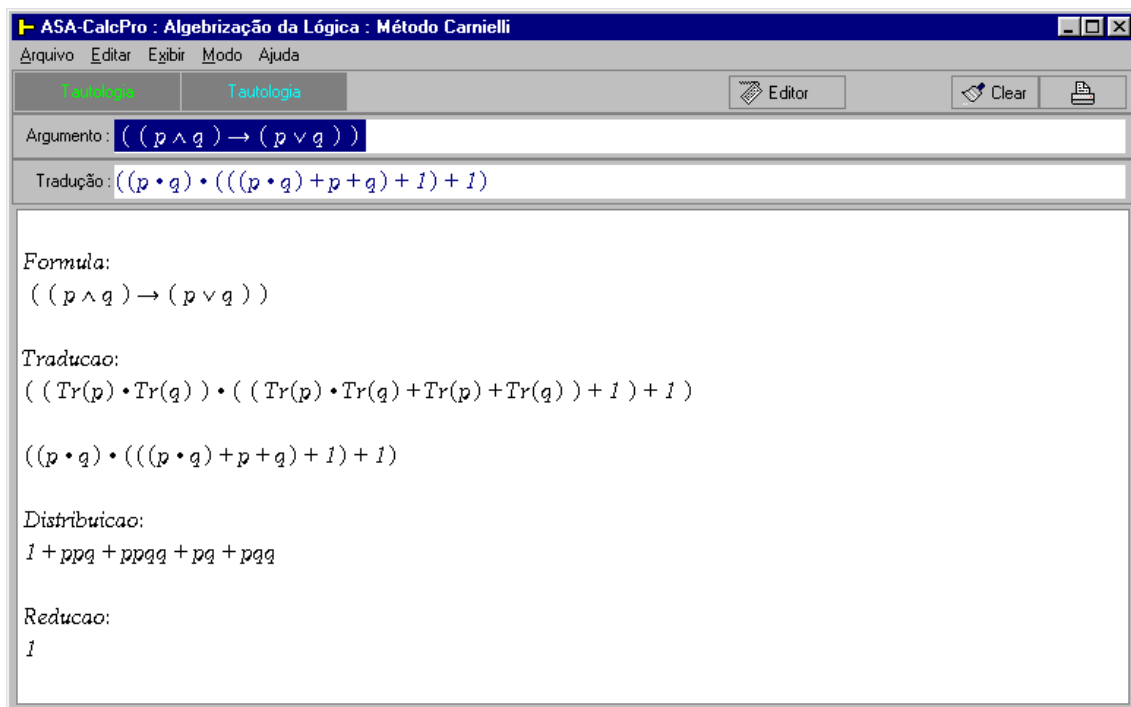 ASA-CalcPro : Algebrização da Lógica : Método Carnielli
Arquivo Editar Exibir Modo Ajuda
Tautologia Tautologia Editor Clear
Argumento : ( ( p ∧ q ) → ( p ∨ q ) )
Tradução : ((p • q) • (((p • q) + p + q) + 1) + 1)
Formula:
( ( p ∧ q ) → ( p ∨ q ) )
Traducao:
( ( Tr(p) • Tr(q) ) • ( ( Tr(p) • Tr(q) + Tr(p) + Tr(q) ) + 1 ) + 1 )
((p • q) • (((p • q) + p + q) + 1) + 1)
Distribuicao:
1 + ppq + ppqq + pq + pqq
Reducao:
1